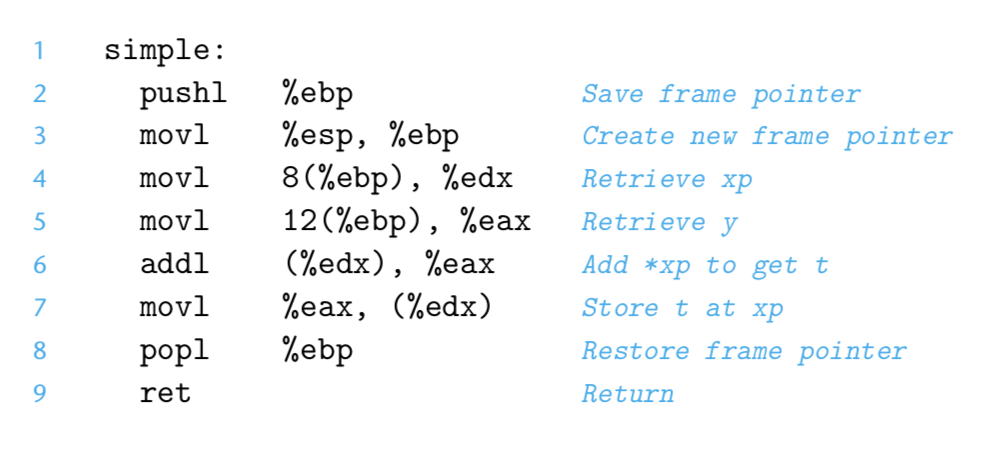 1 simple:
2 pushl %ebp Save frame pointer
3 movl %esp, %ebp Create new frame pointer
4 movl 8(%ebp), %edx Retrieve xp
5 movl 12(%ebp), %eax Retrieve y
6 addl (%edx), %eax Add *xp to get t
7 movl %eax, (%edx) Store t at xp
8 popl %ebp Restore frame pointer
9 ret Return